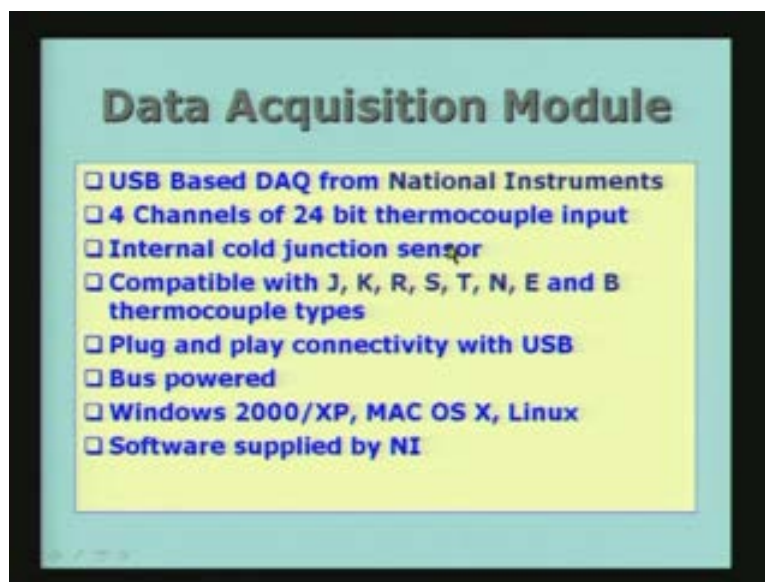 Data Acquisition Module
❑ USB Based DAQ from National Instruments
❑ 4 Channels of 24 bit thermocouple input
❑ Internal cold junction sensor
❑ Compatible with J, K, R, S, T, N, E and B
thermocouple types
❑ Plug and play connectivity with USB
❑ Bus powered
❑ Windows 2000/XP, MAC OS X, Linux
❑ Software supplied by NI